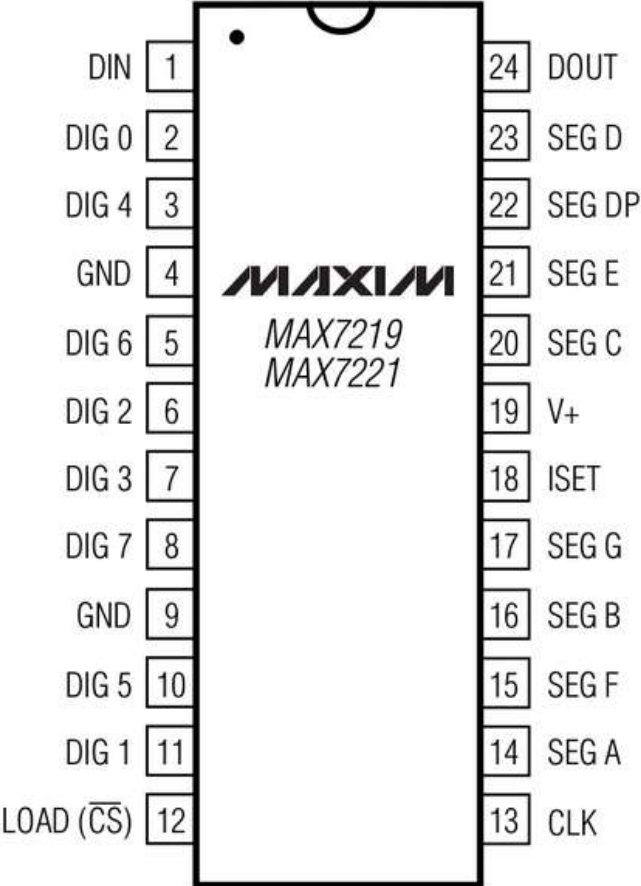 DIN 1 24 DOUT
DIG 0 2 23 SEG D
DIG 4 3 22 SEG DP
GND 4 21 SEG E
MAXIM
DIG 6 5 MAX7219 20 SEG C
MAX7221
DIG 2 6 19 V+
DIG 3 7 18 ISET
DIG 7 8 17 SEG G
GND 9 16 SEG B
DIG 5 10 15 SEG F
DIG 1 11 14 SEG A
LOAD (C̅S̅) 12 13 CLK